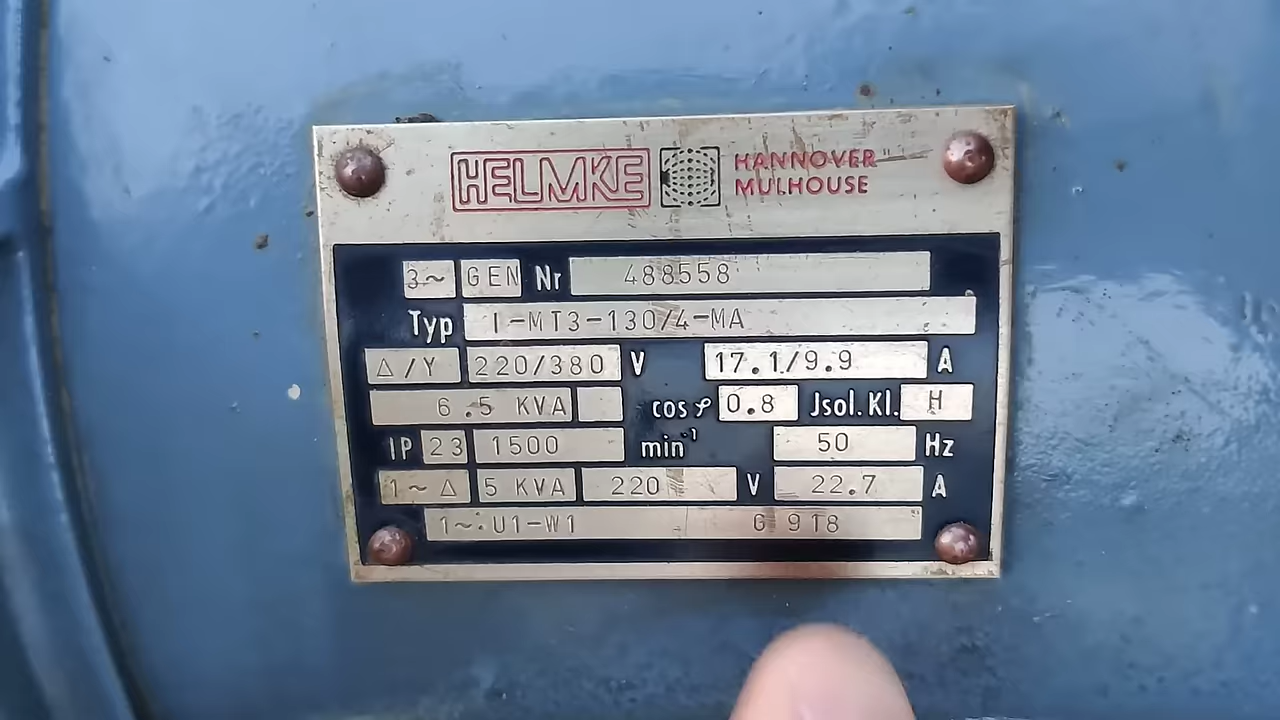 HELMKE HANNOVER
MULHOUSE
3~ GEN Nr 488558
Typ I-MT3-130/4-MA
Δ/Y 220/380 V 17.1/9.9 A
6.5 KVA cos φ 0.8 Jsol.Kl. H
IP 23 1500 min⁻¹ 50 Hz
1~ Δ 5 KVA 220 V 22.7 A
1~: U1-W1 G 918